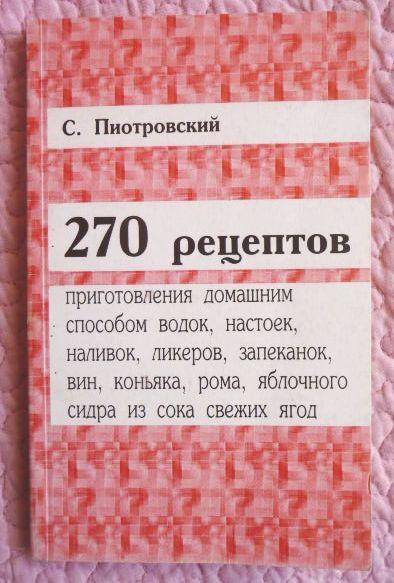 С. Пиотровский
270 рецептов
приготовления домашним
способом водок, настоек,
наливок, ликеров, запеканок,
вин, коньяка, рома, яблочного
сидра из сока свежих ягод